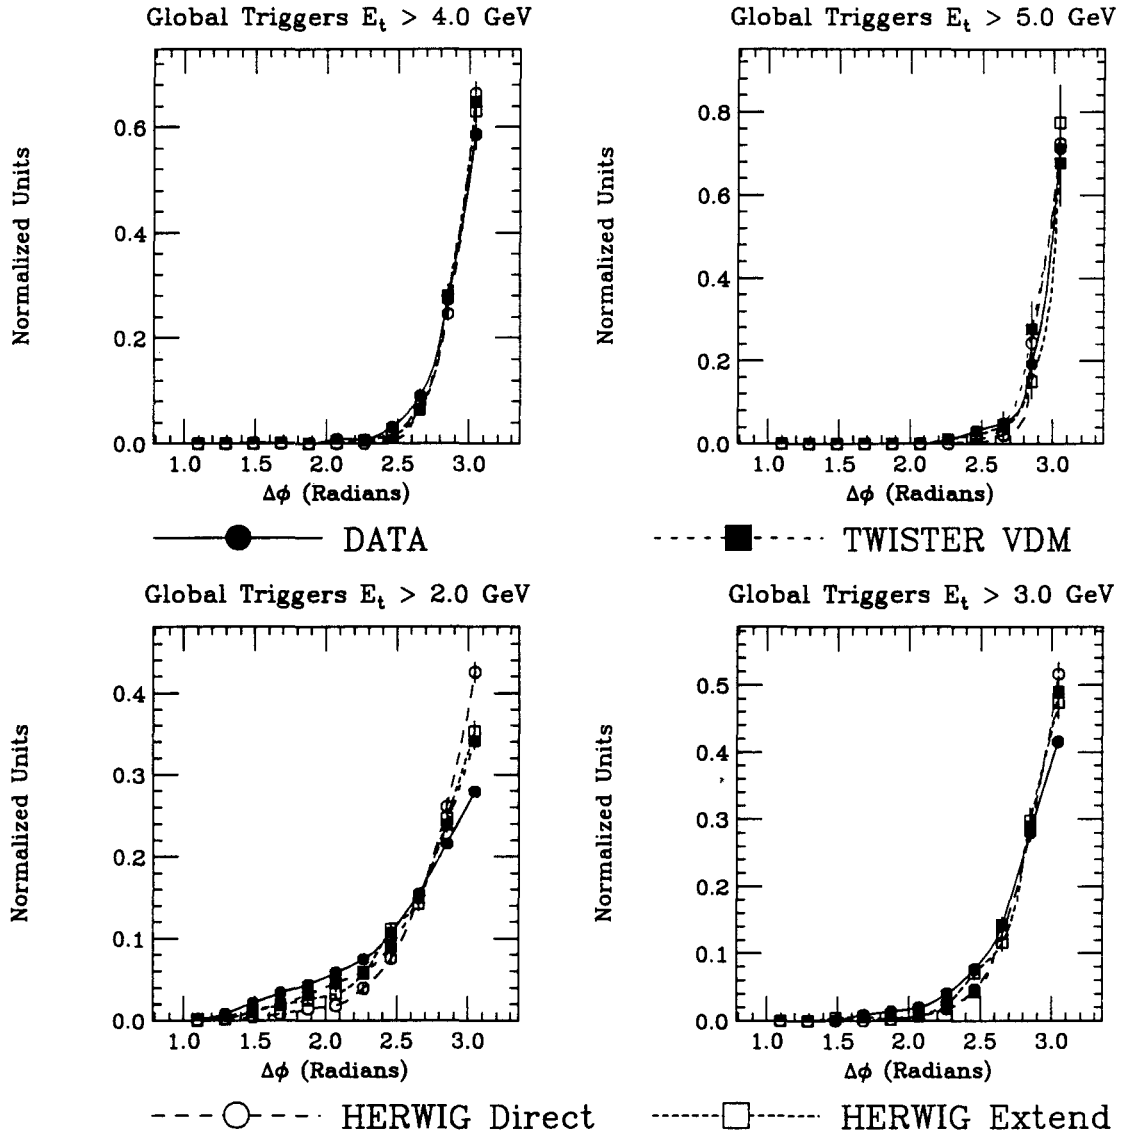 Global Triggers Et > 4.0 GeV
Normalized Units
0.6
0.4
0.2
0.0
1.0 1.5 2.0 2.5 3.0
Δϕ (Radians)
Global Triggers Et > 5.0 GeV
Normalized Units
0.8
0.6
0.4
0.2
0.0
1.0 1.5 2.0 2.5 3.0
Δϕ (Radians)
DATA
TWISTER VDM
Global Triggers Et > 2.0 GeV
Normalized Units
0.4
0.3
0.2
0.1
0.0
1.0 1.5 2.0 2.5 3.0
Δϕ (Radians)
Global Triggers Et > 3.0 GeV
Normalized Units
0.5
0.4
0.3
0.2
0.1
0.0
1.0 1.5 2.0 2.5 3.0
Δϕ (Radians)
HERWIG Direct
HERWIG Extend